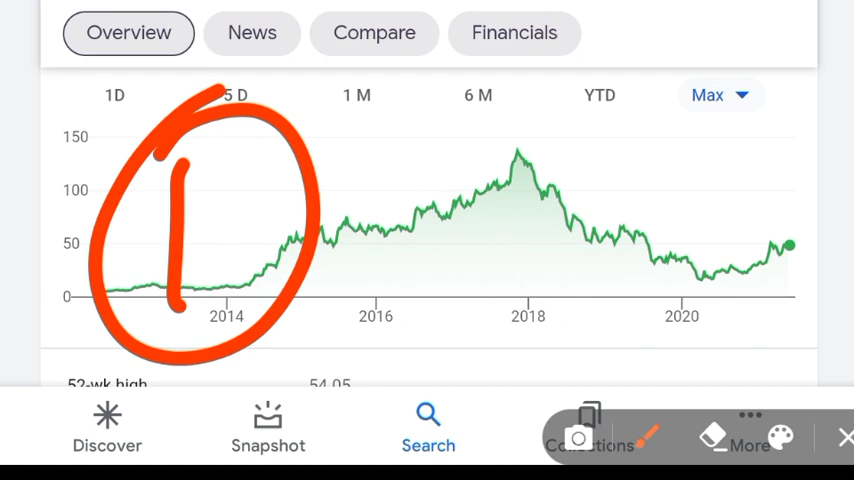 Overview News Compare Financials
1D 5 D 1 M 6 M YTD Max
150
100
50
0
2014 2016 2018 2020
52-wk high 54.05
Discover Snapshot Search Collections More